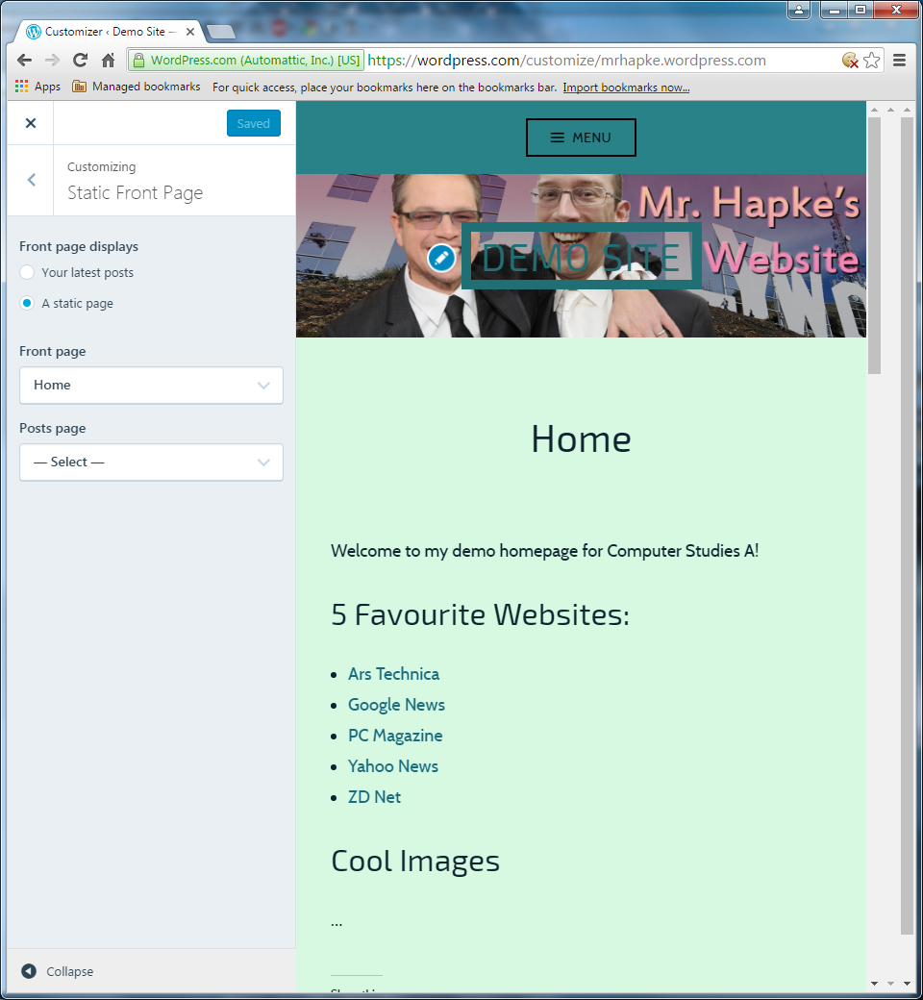 Customizer ‹ Demo Site —
WordPress.com (Automattic, Inc.) [US] https://wordpress.com/customize/mrhapke.wordpress.com
Apps Managed bookmarks For quick access, place your bookmarks here on the bookmarks bar. Import bookmarks now...
Saved
Customizing
Static Front Page
Front page displays
Your latest posts
A static page
Front page
Home
Posts page
— Select —
Collapse
MENU
Mr. Hapke's
Website
DEMO SITE
Home
Welcome to my demo homepage for Computer Studies A!
5 Favourite Websites:
Ars Technica
Google News
PC Magazine
Yahoo News
ZD Net
Cool Images
...